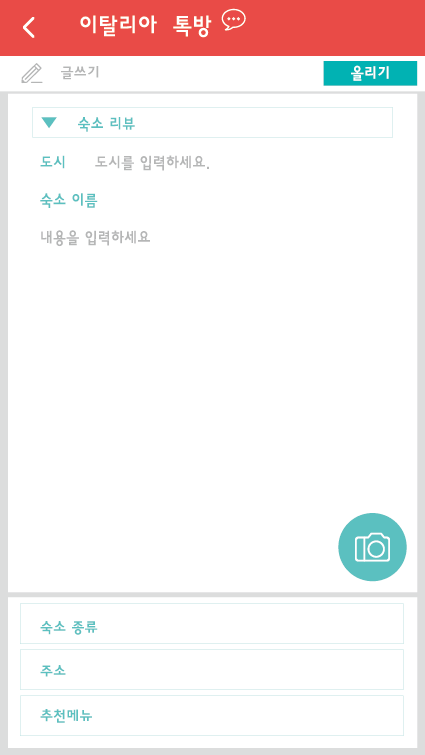 이탈리아 톡방
글쓰기 올리기
숙소 리뷰
도시 도시를 입력하세요.
숙소 이름
내용을 입력하세요
숙소 종류
주소
추천메뉴